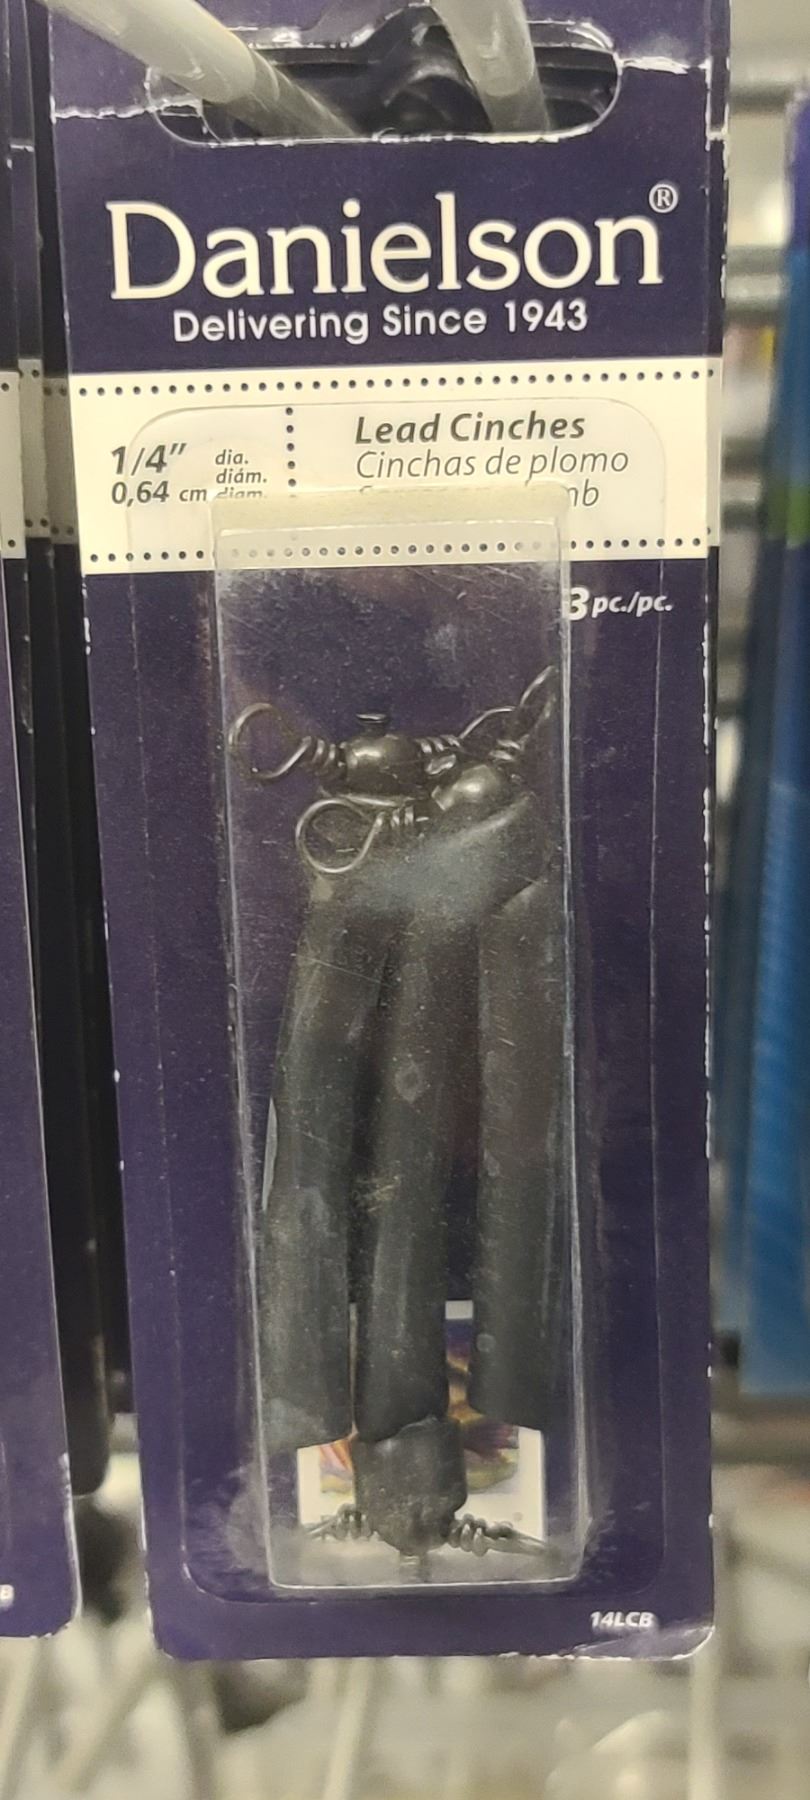 Danielson®
Delivering Since 1943
1/4" dia.
diám.
0,64 cm diam.
Lead Cinches
Cinchas de plomo
3 pc./pc.
14LCB